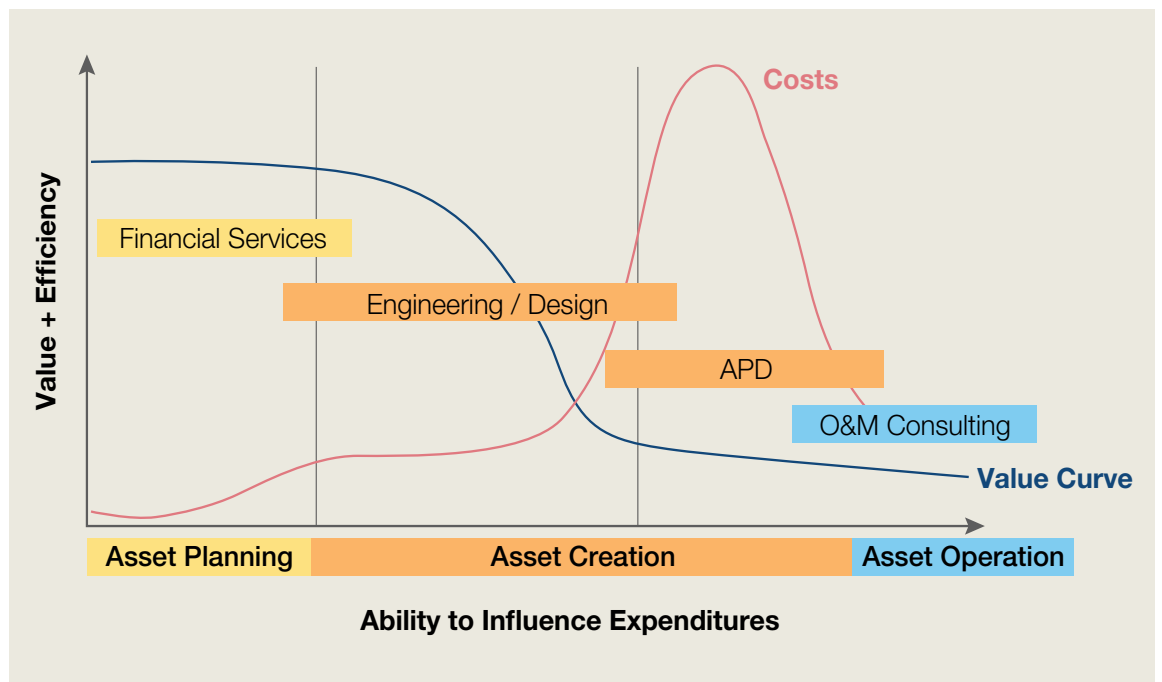 Costs
Value + Efficiency
Financial Services
Engineering / Design
APD
O&M Consulting
Value Curve
Asset Planning
Asset Creation
Asset Operation
Ability to Influence Expenditures